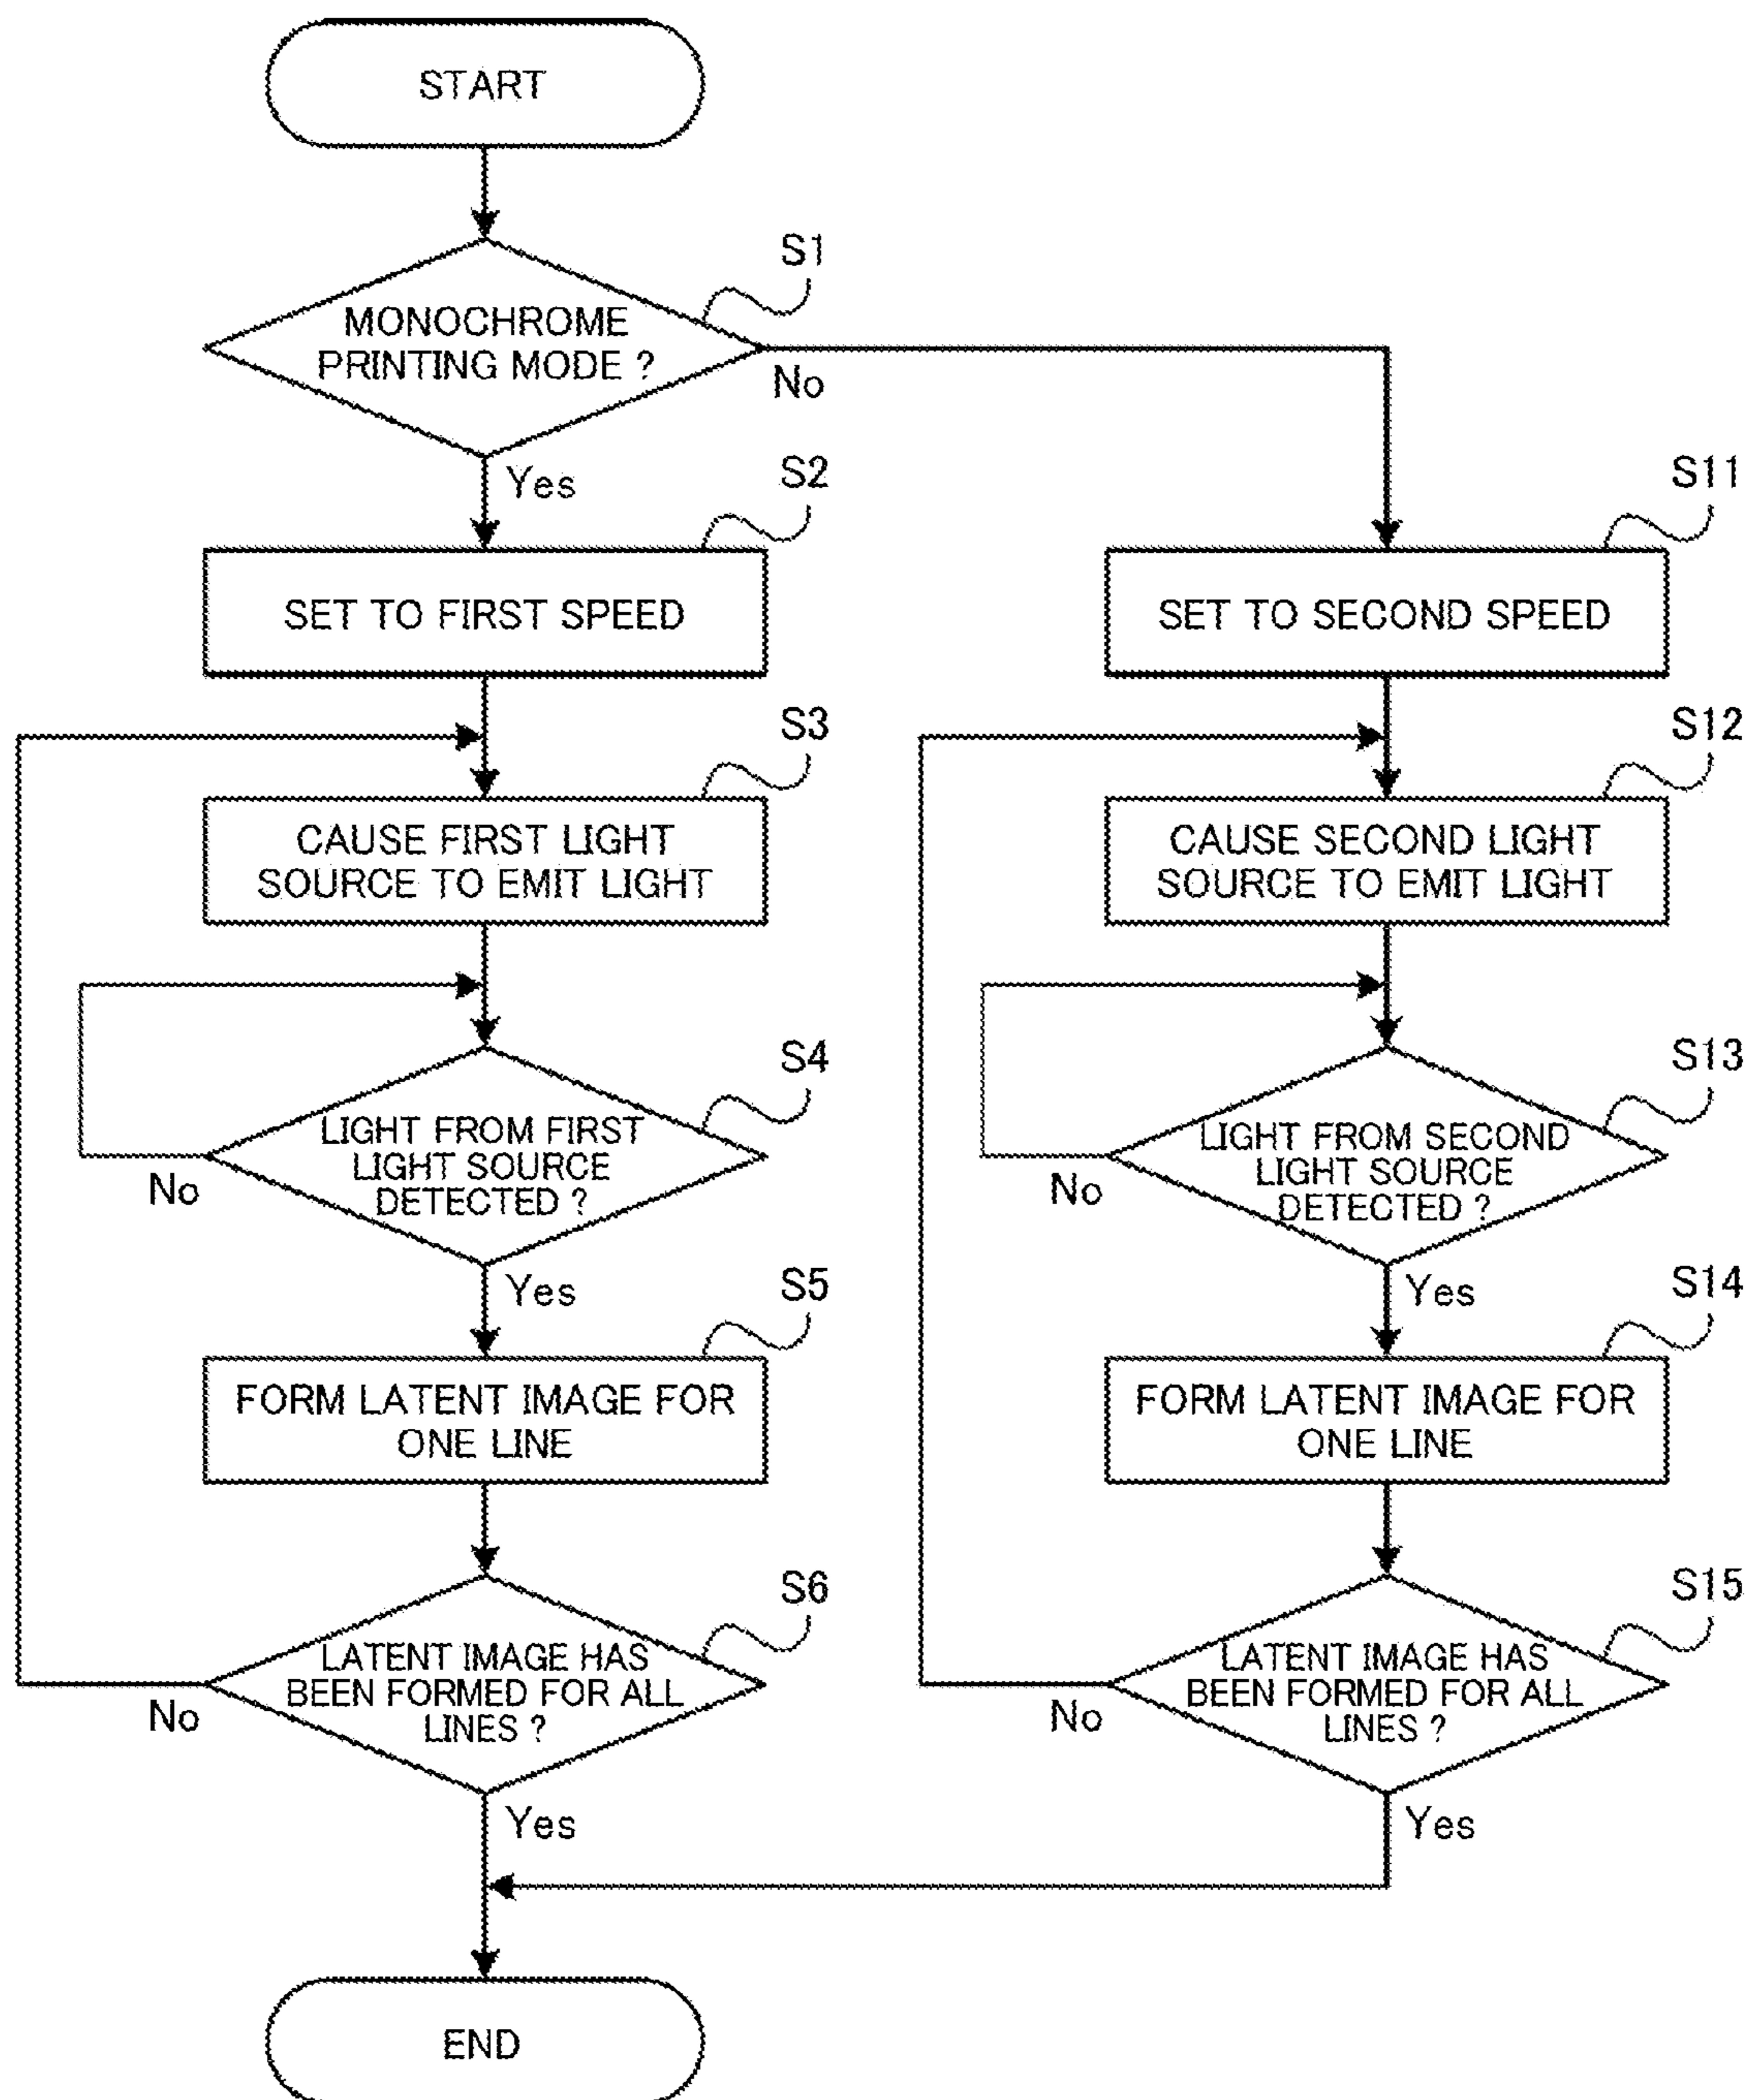 START
S1
MONOCHROME
PRINTING MODE ?
No
Yes
S2
SET TO FIRST SPEED
S3
CAUSE FIRST LIGHT
SOURCE TO EMIT LIGHT
S4
LIGHT FROM FIRST
LIGHT SOURCE
DETECTED ?
No
Yes
S5
FORM LATENT IMAGE FOR
ONE LINE
S6
LATENT IMAGE HAS
BEEN FORMED FOR ALL
LINES ?
No
Yes
S11
SET TO SECOND SPEED
S12
CAUSE SECOND LIGHT
SOURCE TO EMIT LIGHT
S13
LIGHT FROM SECOND
LIGHT SOURCE
DETECTED ?
No
Yes
S14
FORM LATENT IMAGE FOR
ONE LINE
S15
LATENT IMAGE HAS
BEEN FORMED FOR ALL
LINES ?
No
Yes
END